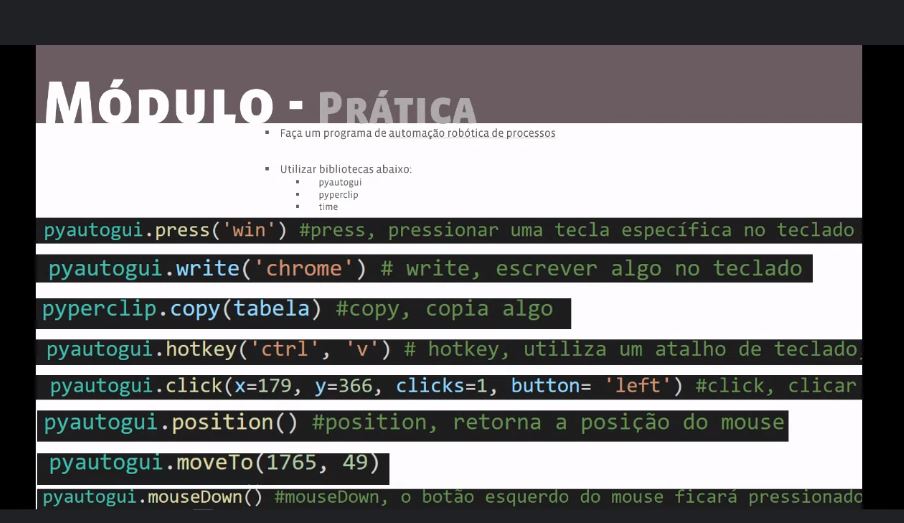 MÓDULO - PRÁTICA
▪ Faça um programa de automação robótica de processos
▪ Utilizar bibliotecas abaixo:
▪ pyautogui
▪ pyperclip
▪ time
pyautogui.press('win') #press, pressionar uma tecla específica no teclado
pyautogui.write('chrome') # write, escrever algo no teclado
pyperclip.copy(tabela) #copy, copia algo
pyautogui.hotkey('ctrl', 'v') # hotkey, utiliza um atalho de teclado
pyautogui.click(x=179, y=366, clicks=1, button= 'left') #click, clicar
pyautogui.position() #position, retorna a posição do mouse
pyautogui.moveTo(1765, 49)
pyautogui.mouseDown() #mouseDown, o botão esquerdo do mouse ficará pressionado